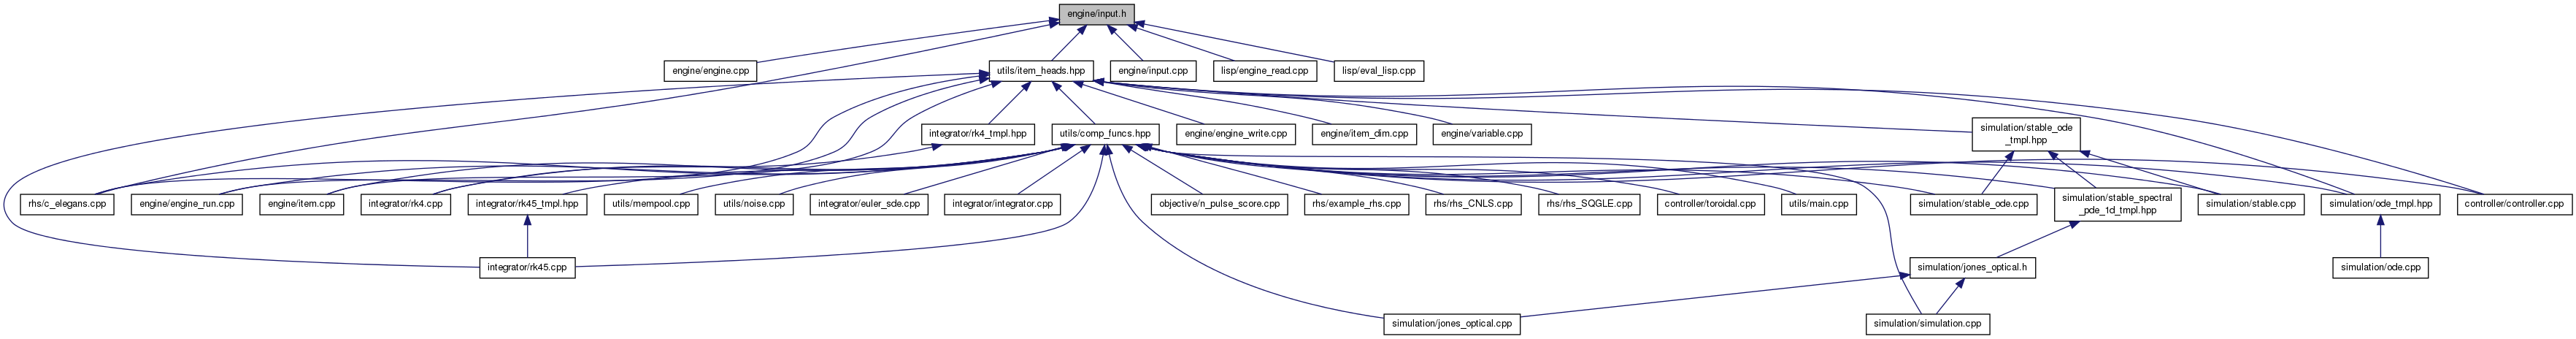 engine/input.h
engine/engine.cpp
utils/item_heads.hpp
engine/input.cpp
lisp/engine_read.cpp
lisp/eval_lisp.cpp
integrator/rk4_tmpl.hpp
utils/comp_funcs.hpp
engine/engine_write.cpp
engine/item_dim.cpp
engine/variable.cpp
simulation/stable_ode
_tmpl.hpp
rhs/c_elegans.cpp
engine/engine_run.cpp
engine/item.cpp
integrator/rk4.cpp
integrator/rk45_tmpl.hpp
utils/mempool.cpp
utils/noise.cpp
integrator/euler_sde.cpp
integrator/integrator.cpp
objective/n_pulse_score.cpp
rhs/example_rhs.cpp
rhs/rhs_CNLS.cpp
rhs/rhs_SQGLE.cpp
controller/toroidal.cpp
utils/main.cpp
simulation/stable_ode.cpp
simulation/stable_spectral
_pde_1d_tmpl.hpp
simulation/stable.cpp
simulation/ode_tmpl.hpp
controller/controller.cpp
integrator/rk45.cpp
simulation/jones_optical.h
simulation/ode.cpp
simulation/jones_optical.cpp
simulation/simulation.cpp